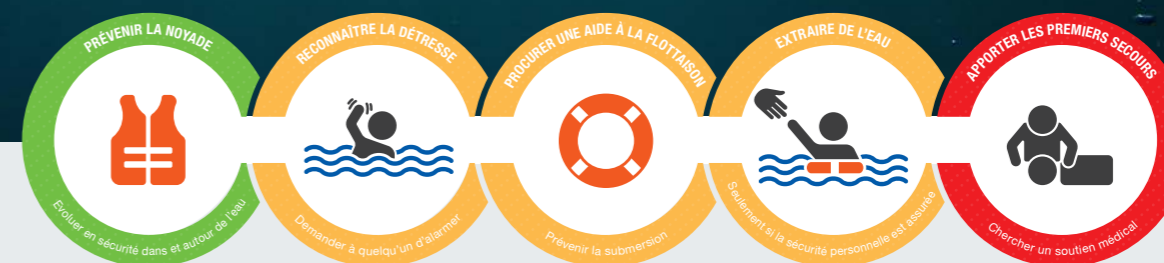 PRÉVENIR LA NOYADE
Evoluer en sécurité dans et autour de l'eau
RECONNAÎTRE LA DÉTRESSE
Demander à quelqu'un d'alarmer
PROCURER UNE AIDE À LA FLOTTAISON
Prévenir la submersion
EXTRAIRE DE L'EAU
Seulement si la sécurité personnelle est assurée
APPORTER LES PREMIERS SECOURS
Chercher un soutien médical